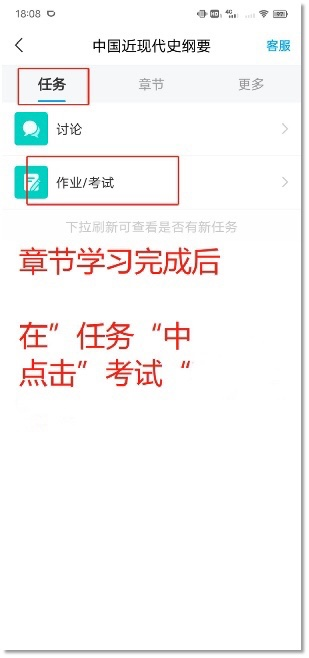 18:08
中国近现代史纲要
客服
任务
章节
更多
讨论
作业/考试
下拉刷新可查看是否有新任务
章节学习完成后
在”任务“中
点击”考试“